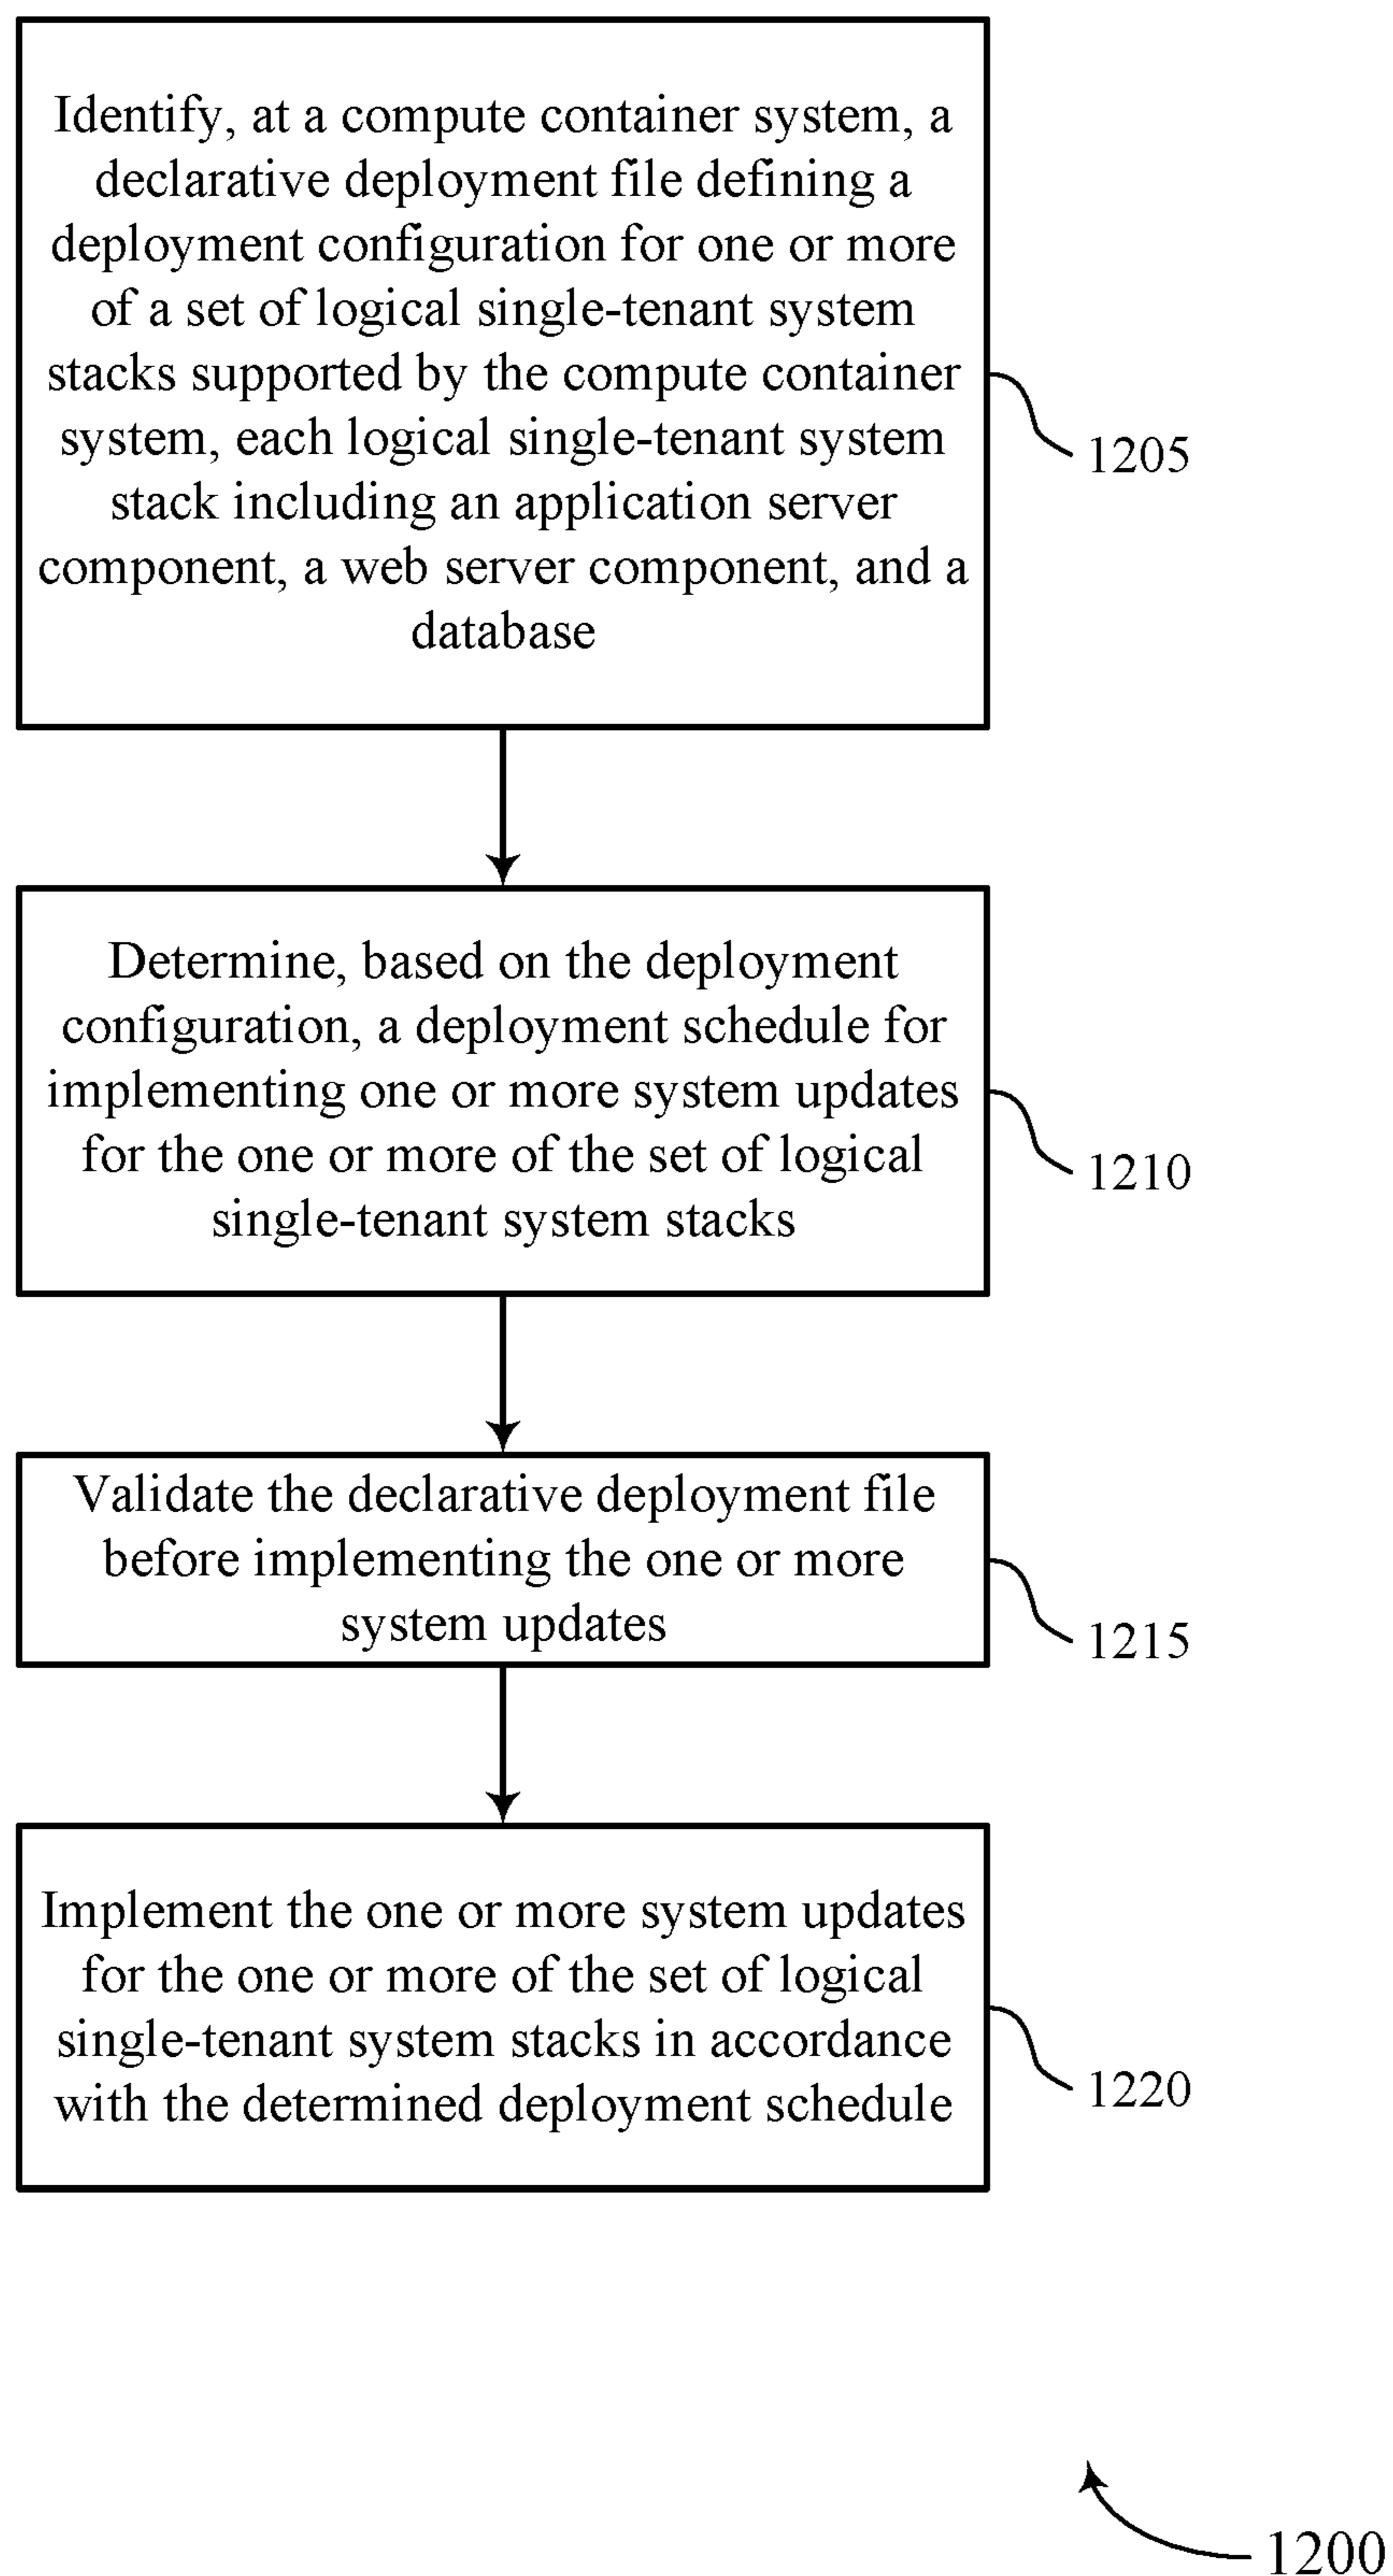 Identify, at a compute container system, a
declarative deployment file defining a
deployment configuration for one or more
of a set of logical single-tenant system
stacks supported by the compute container
system, each logical single-tenant system
stack including an application server
component, a web server component, and a
database
1205
Determine, based on the deployment
configuration, a deployment schedule for
implementing one or more system updates
for the one or more of the set of logical
single-tenant system stacks
1210
Validate the declarative deployment file
before implementing the one or more
system updates
1215
Implement the one or more system updates
for the one or more of the set of logical
single-tenant system stacks in accordance
with the determined deployment schedule
1220
1200